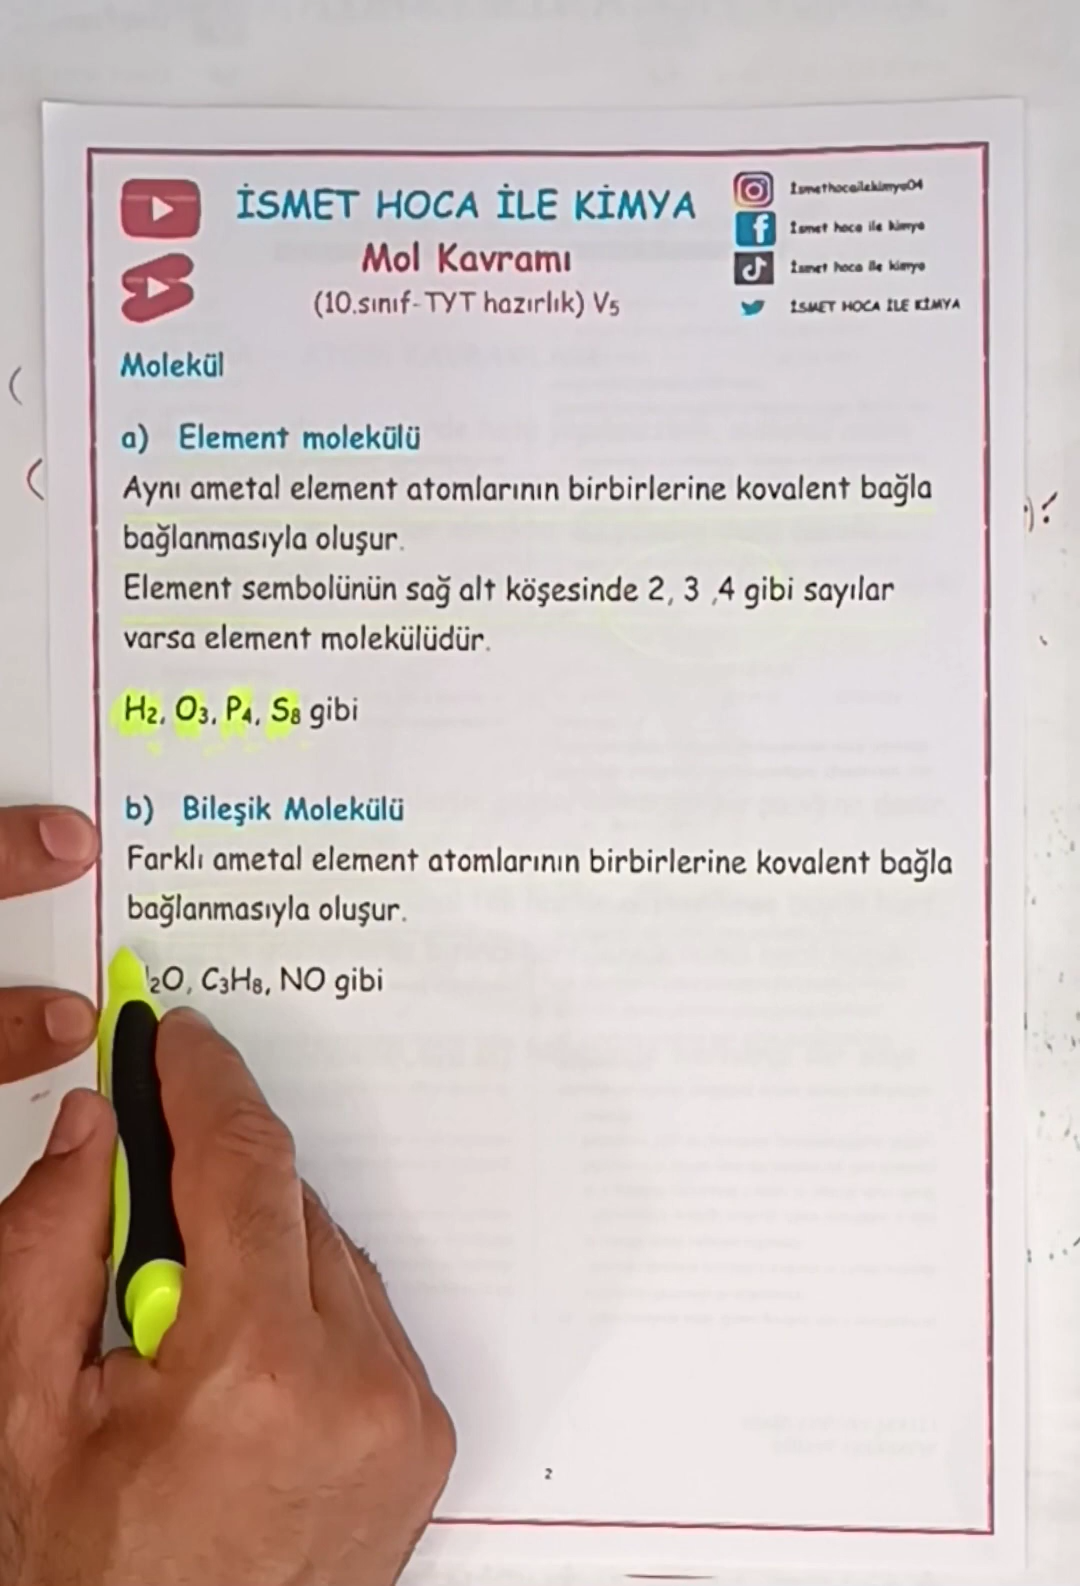 İSMET HOCA İLE KİMYA
Mol Kavramı
(10.sınıf-TYT hazırlık) V5
İsmethocailekimya04
İsmet hoca ile kimya
İsmet hoca ile kimya
İSMET HOCA İLE KİMYA
Molekül
a) Element molekülü
Aynı ametal element atomlarının birbirlerine kovalent bağla
bağlanmasıyla oluşur.
Element sembolünün sağ alt köşesinde 2, 3 ,4 gibi sayılar
varsa element molekülüdür.
H₂, O₃, P₄, S₈ gibi
b) Bileşik Molekülü
Farklı ametal element atomlarının birbirlerine kovalent bağla
bağlanmasıyla oluşur.
₂O, C₃H₈, NO gibi
2